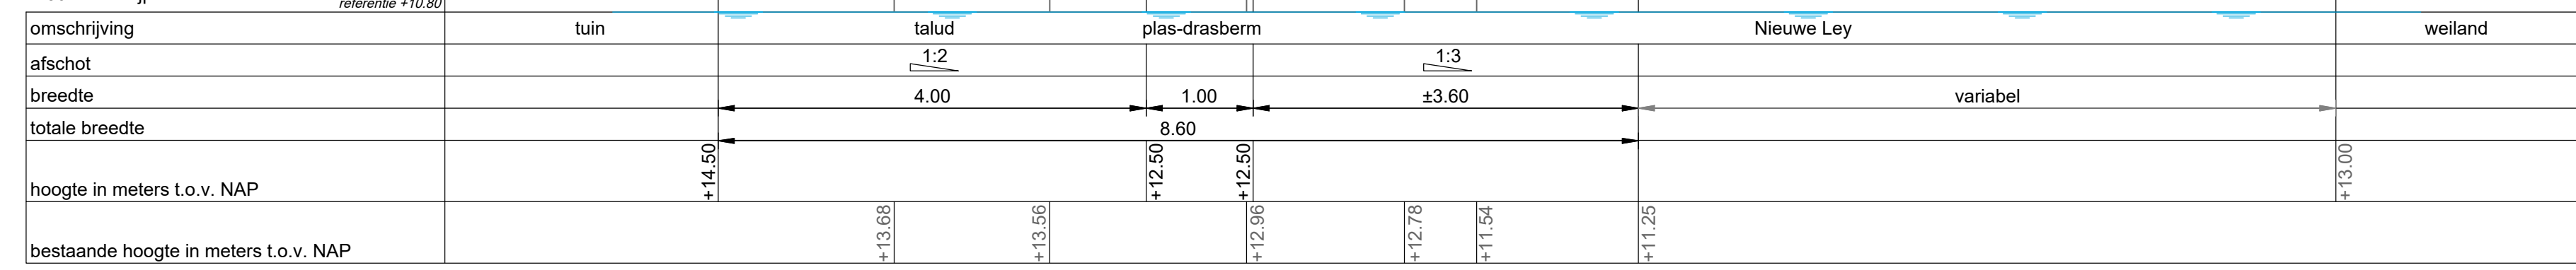 referentie +10.80
omschrijving tuin talud plas-drasberm Nieuwe Ley weiland
afschot 1:2 1:3
breedte 4.00 1.00 ±3.60 variabel
totale breedte 8.60
hoogte in meters t.o.v. NAP +14.50 +12.50 +12.50 +13.00
bestaande hoogte in meters t.o.v. NAP +13.68 +13.56 +12.96 +12.78 +11.54 +11.25